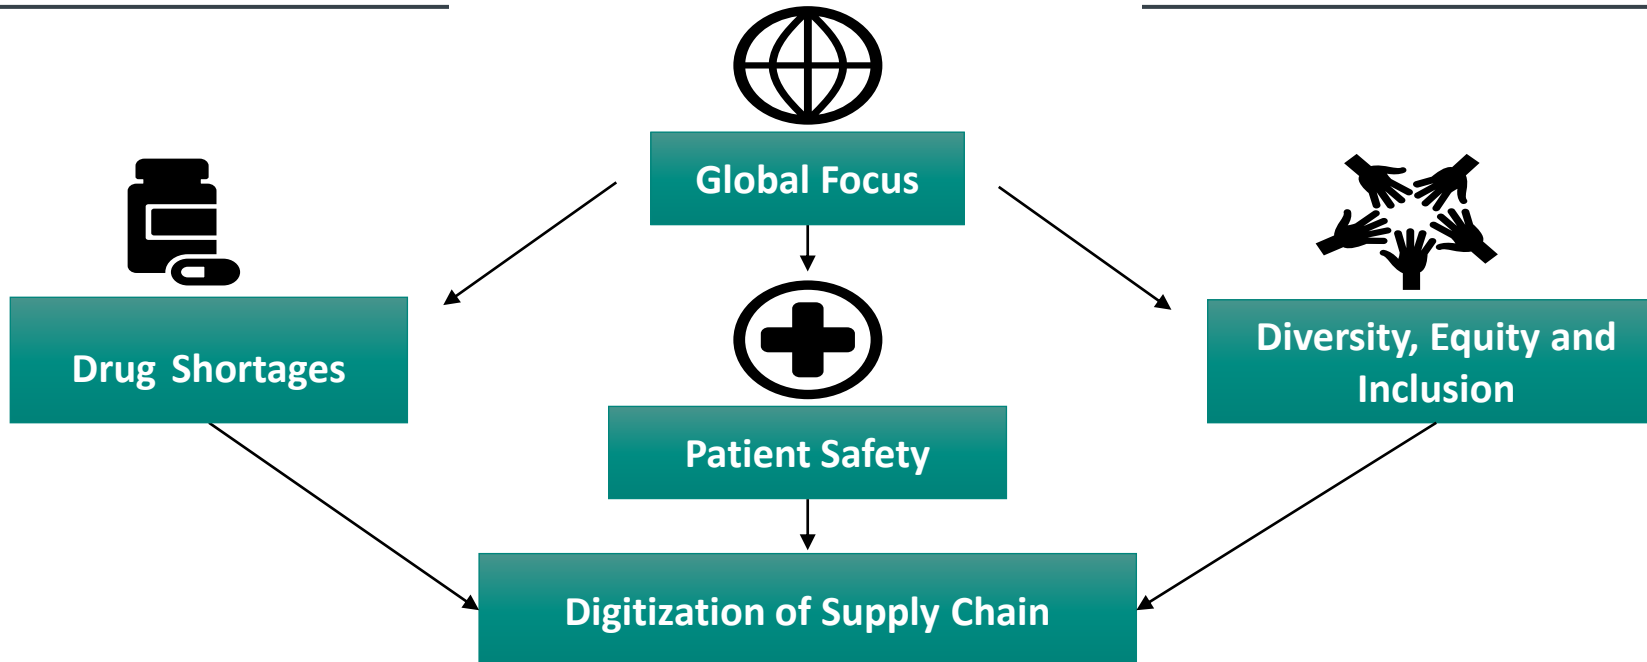 Global Focus
Drug Shortages
Diversity, Equity and
Inclusion
Patient Safety
Digitization of Supply Chain